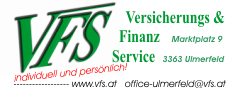 VFS
Versicherungs &
Finanz Marktplatz 9
Service 3363 Ulmerfeld
individuell und persönlich!
------------------ www.vfs.at office-ulmerfeld@vfs.at